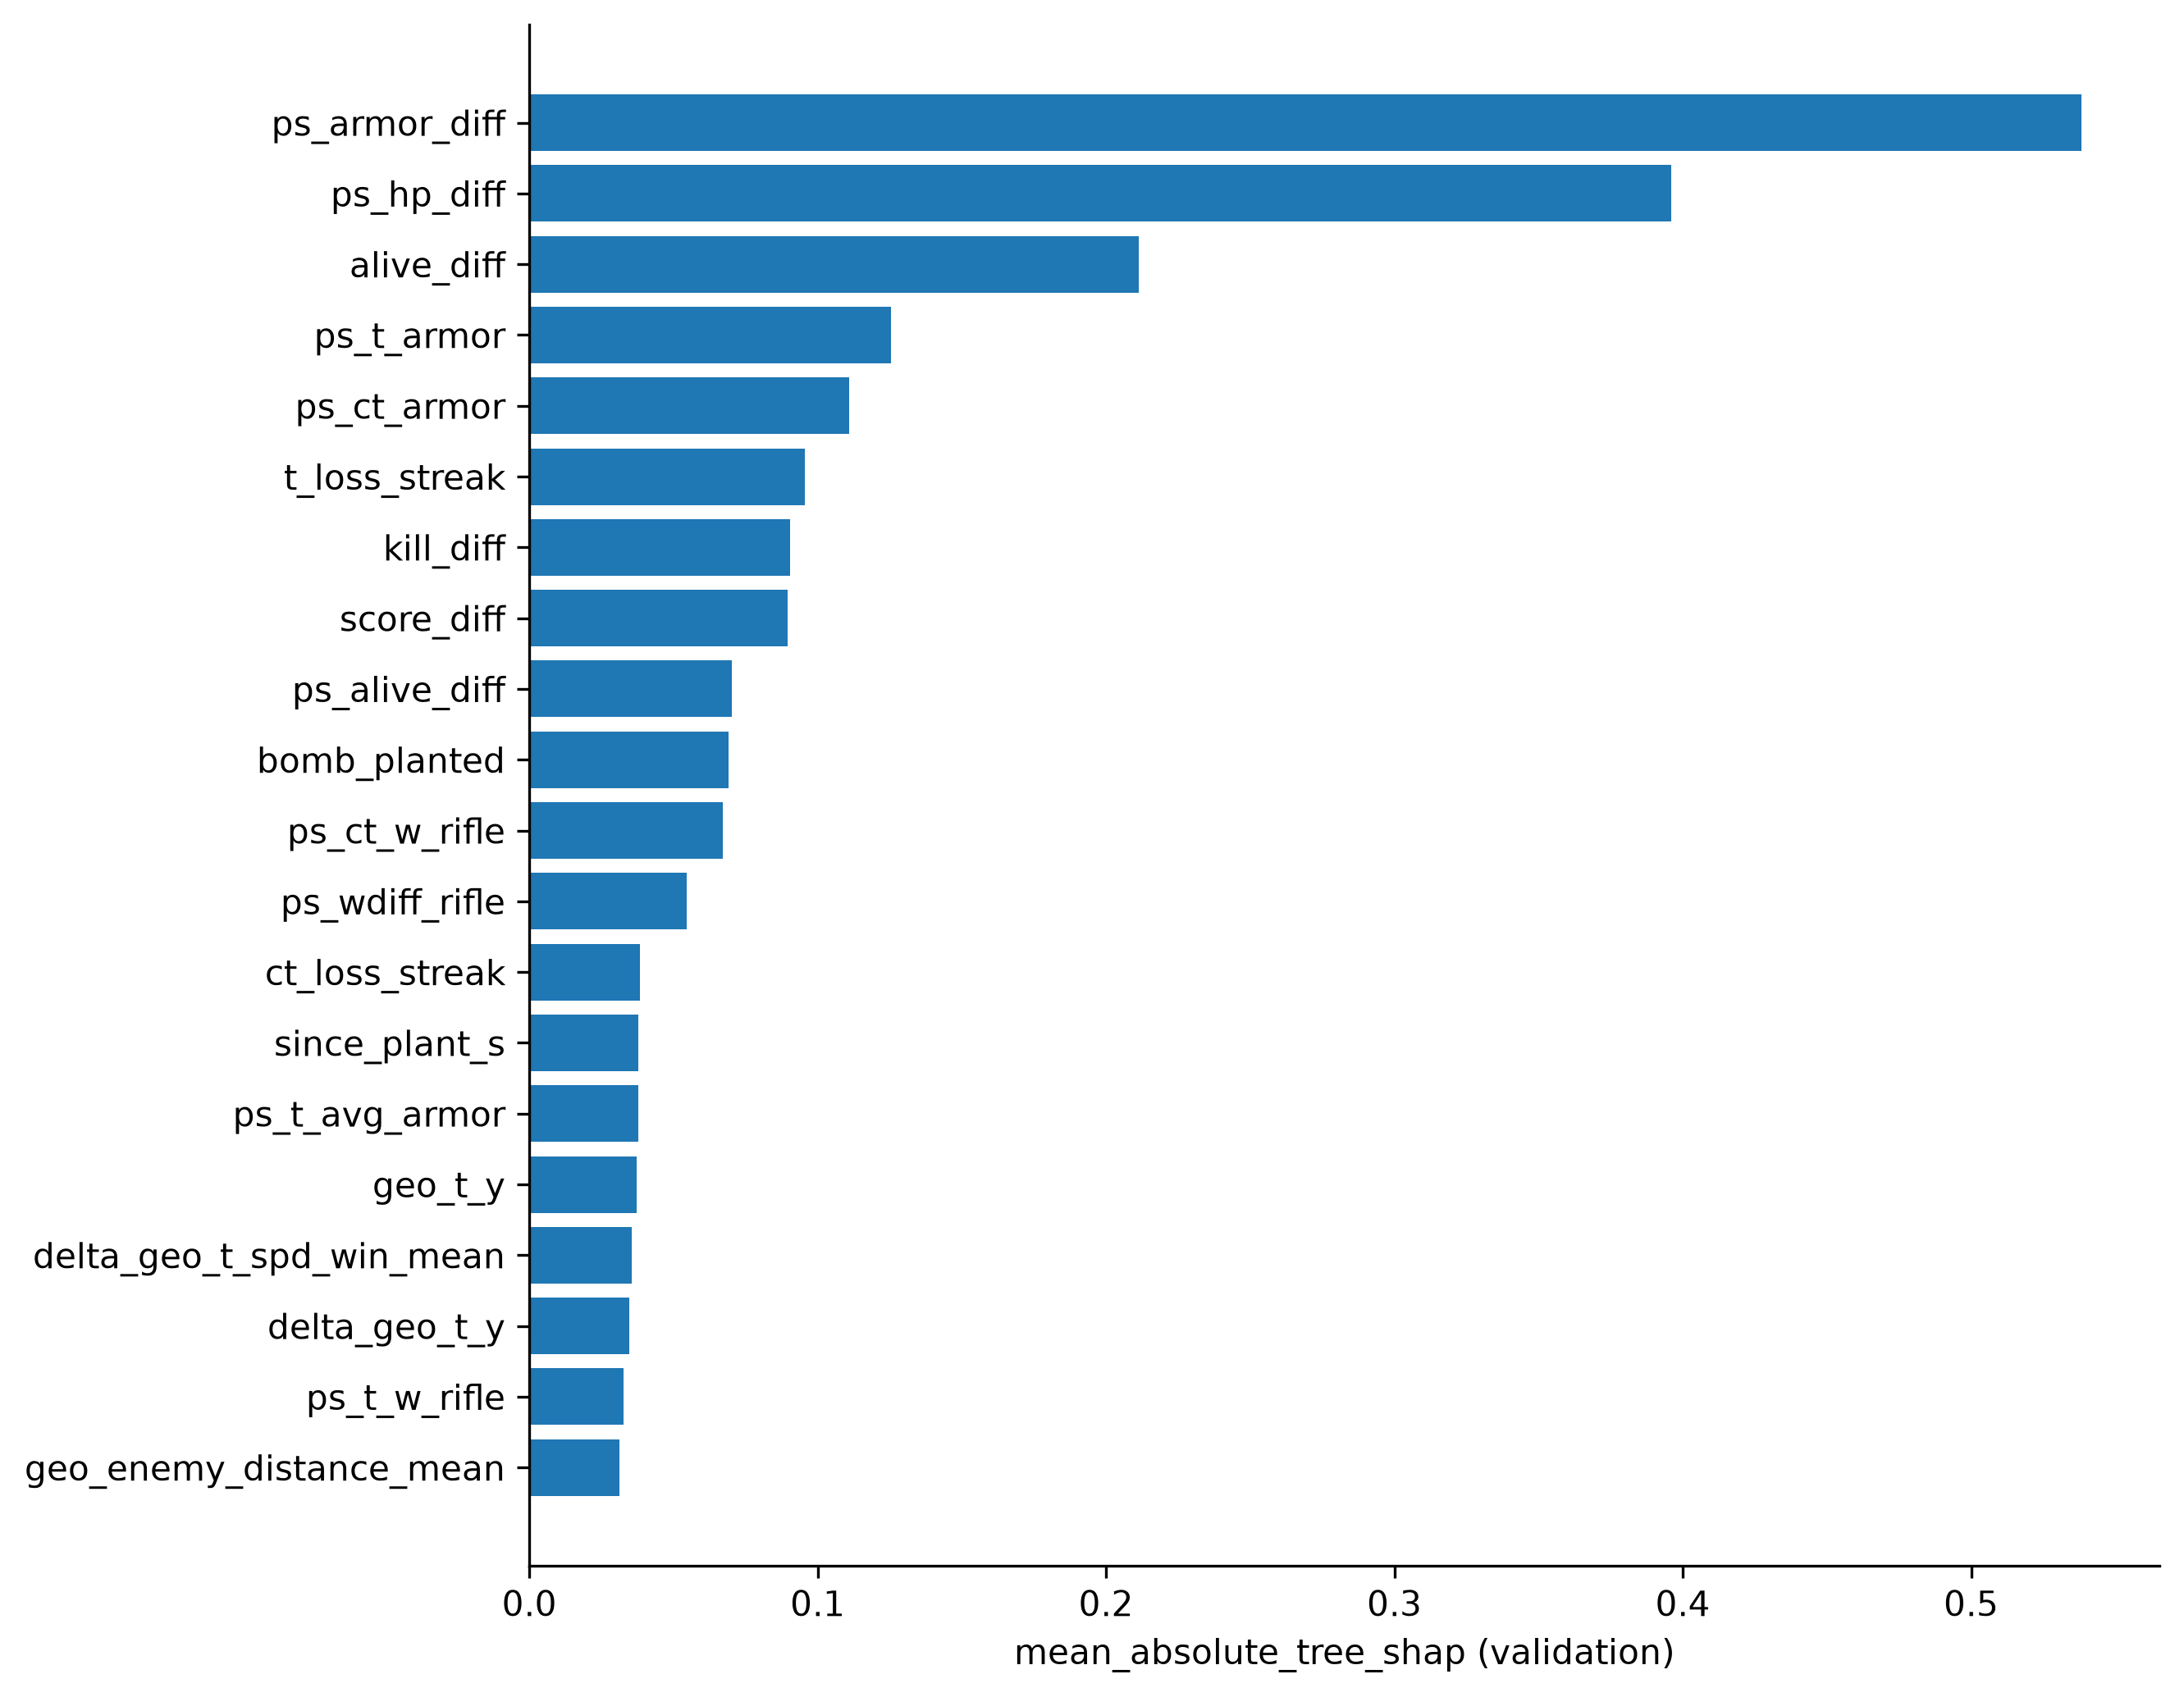 ps_armor_diff
ps_hp_diff
alive_diff
ps_t_armor
ps_ct_armor
t_loss_streak
kill_diff
score_diff
ps_alive_diff
bomb_planted
ps_ct_w_rifle
ps_wdiff_rifle
ct_loss_streak
since_plant_s
ps_t_avg_armor
geo_t_y
delta_geo_t_spd_win_mean
delta_geo_t_y
ps_t_w_rifle
geo_enemy_distance_mean
0.0 0.1 0.2 0.3 0.4 0.5
mean_absolute_tree_shap (validation)